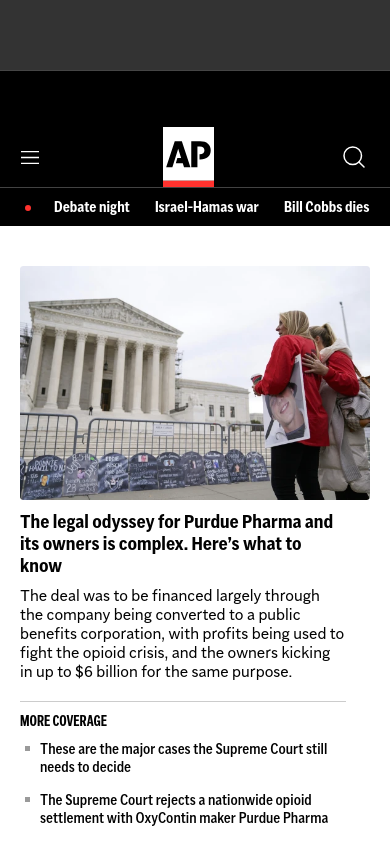 AP
Debate night
Israel-Hamas war
Bill Cobbs dies
The legal odyssey for Purdue Pharma and
its owners is complex. Here’s what to
know
The deal was to be financed largely through
the company being converted to a public
benefits corporation, with profits being used to
fight the opioid crisis, and the owners kicking
in up to $6 billion for the same purpose.
MORE COVERAGE
These are the major cases the Supreme Court still
needs to decide
The Supreme Court rejects a nationwide opioid
settlement with OxyContin maker Purdue Pharma